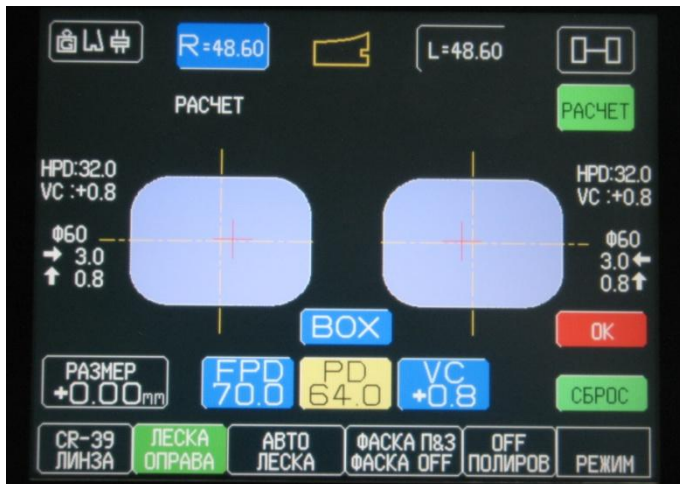 R=48.60
L=48.60
РАСЧЕТ
РАСЧЕТ
HPD:32.0
VC :+0.8
HPD:32.0
VC :+0.8
Φ60
→ 3.0
↑ 0.8
Φ60
3.0←
0.8↑
BOX
OK
РАЗМЕР
+0.00mm
FPD
70.0
PD
64.0
VC
+0.8
СБРОС
CR-39
ЛИНЗА
ЛЕСКА
ОПРАВА
АВТО
ЛЕСКА
ФАСКА П&З
ФАСКА OFF
OFF
ПОЛИРОВ
РЕЖИМ